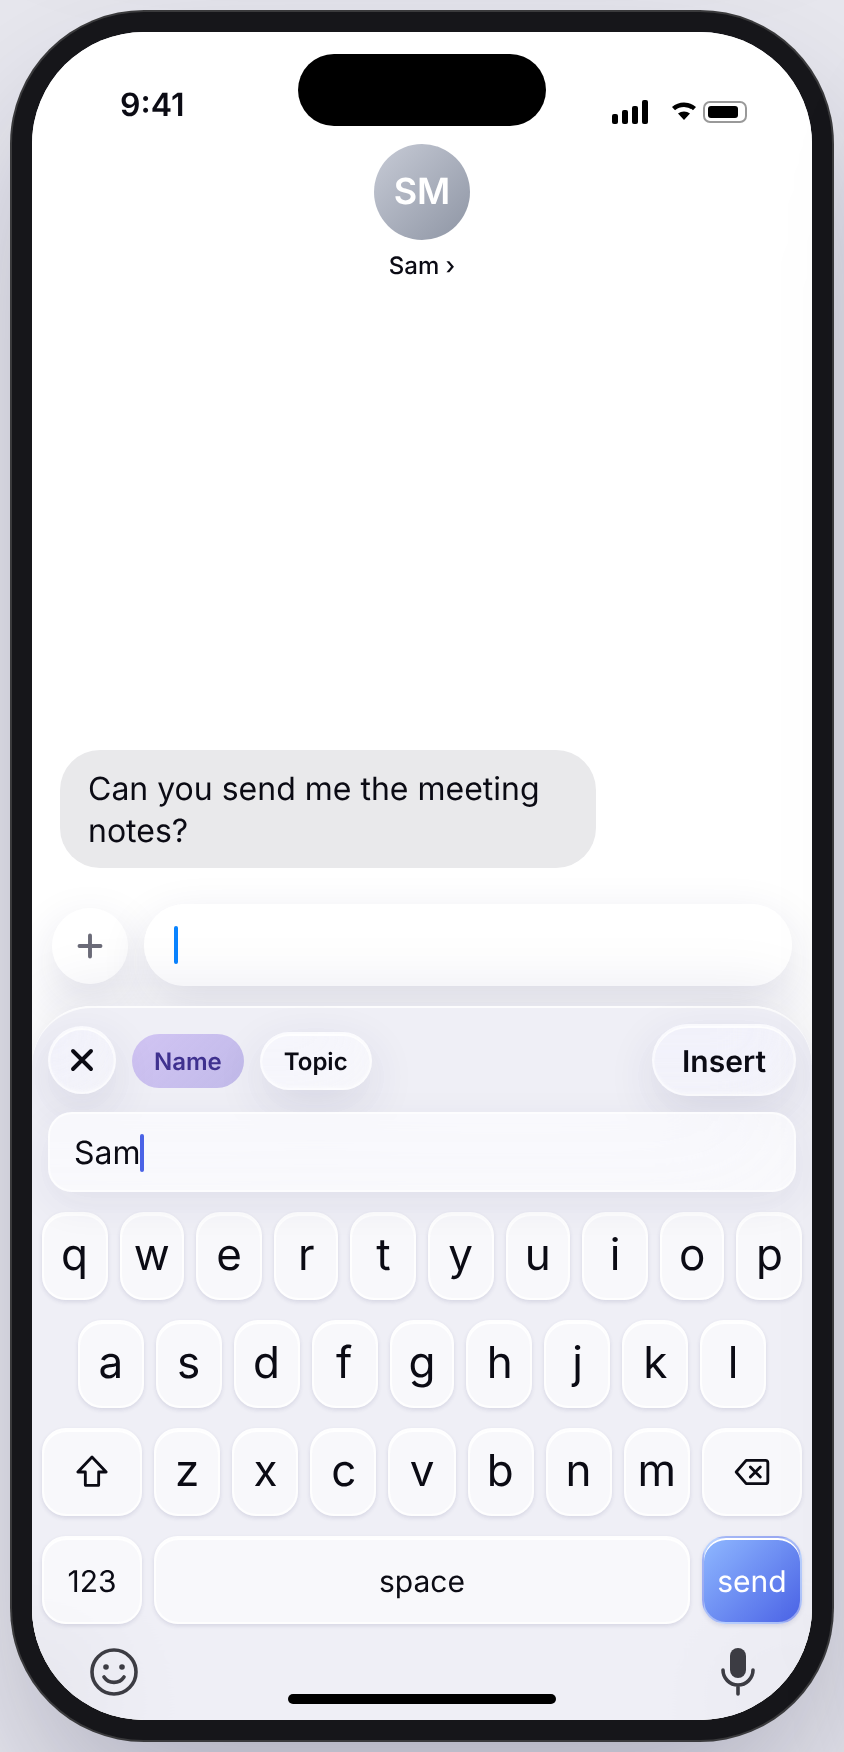 9:41
SM
Sam ›
Can you send me the meeting
notes?
Name Topic Insert
Sam
q w e r t y u i o p
a s d f g h j k l
z x c v b n m
123 space send